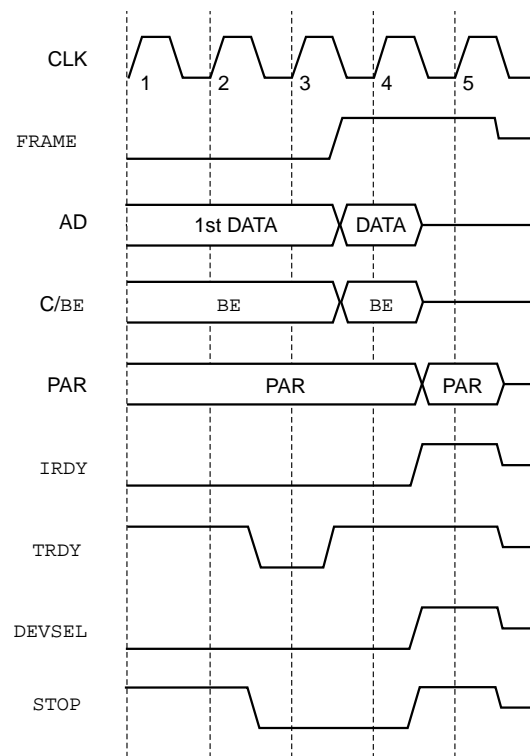 CLK
1 2 3 4 5
FRAME
AD 1st DATA DATA
C/BE BE BE
PAR PAR PAR
IRDY
TRDY
DEVSEL
STOP